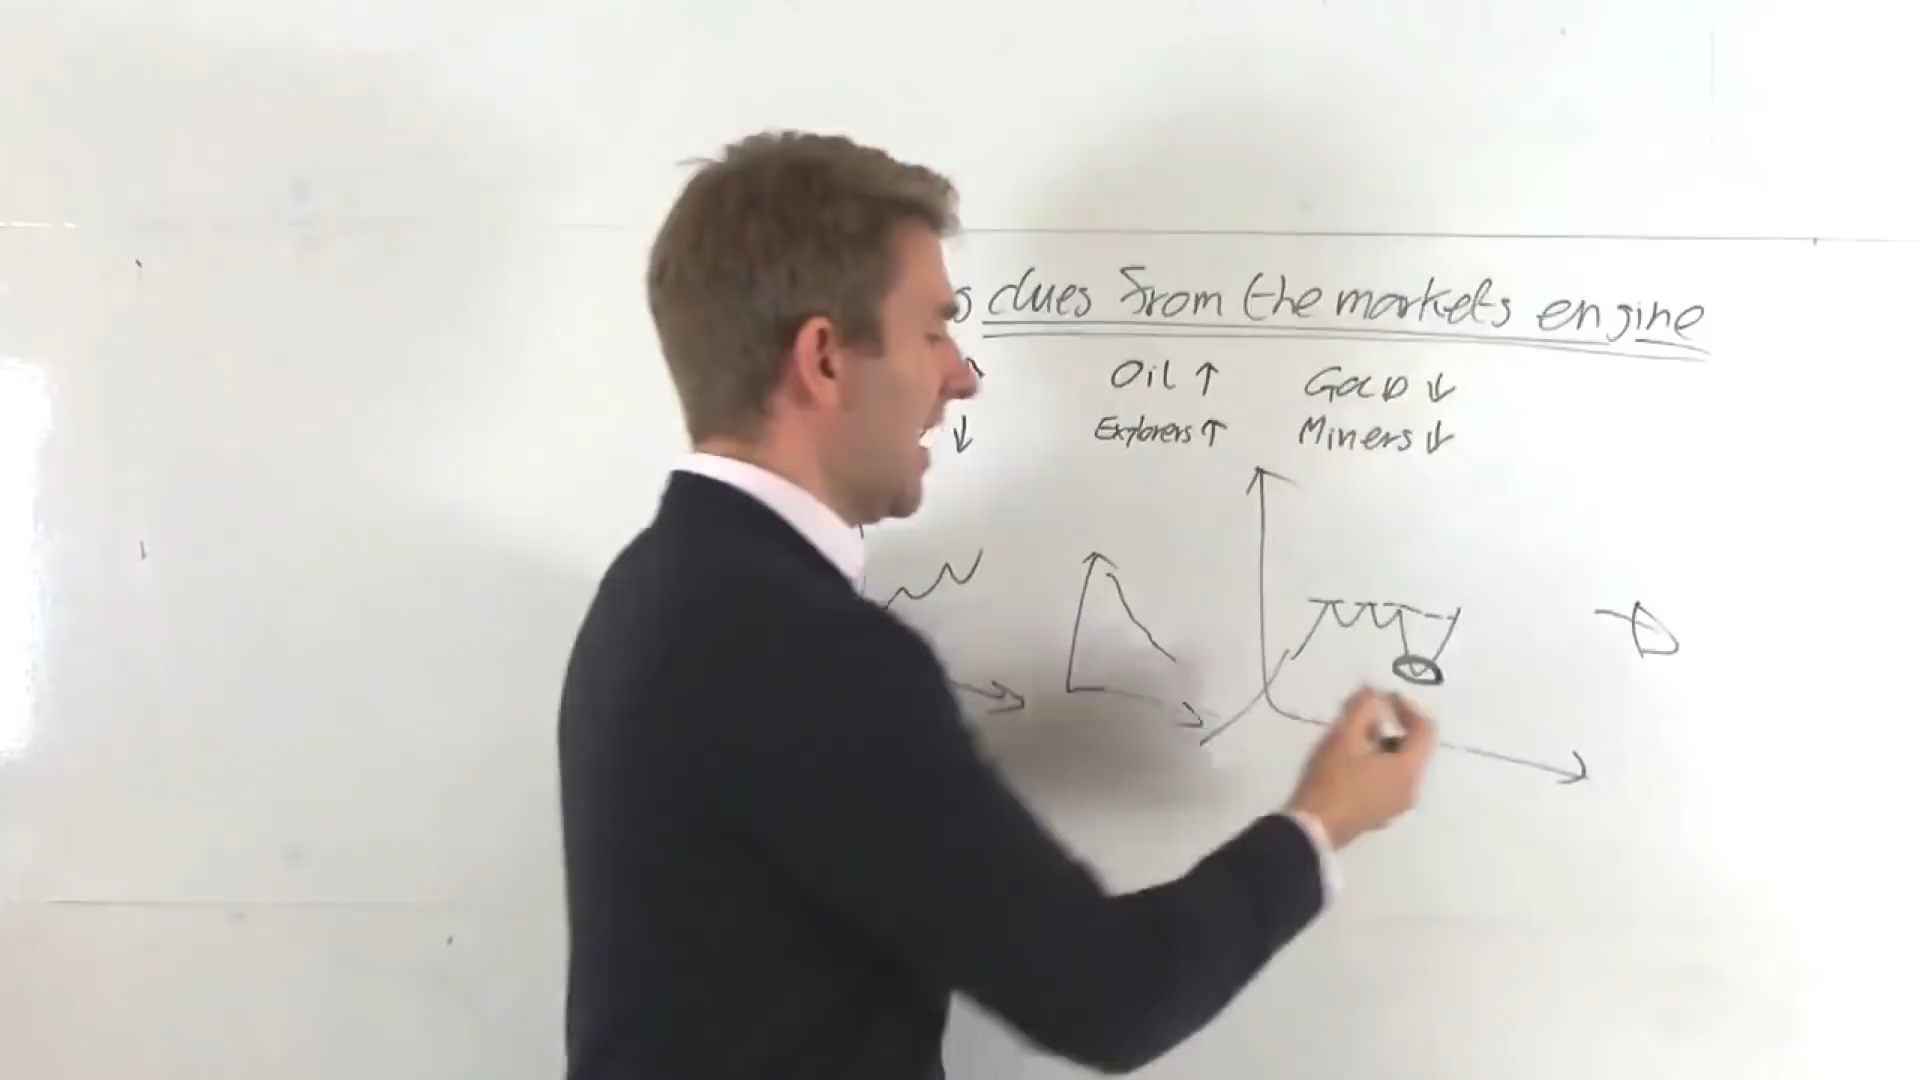 clues from the markets engine
Oil ↑ Gold ↓
Explorers ↑ Miners ↓